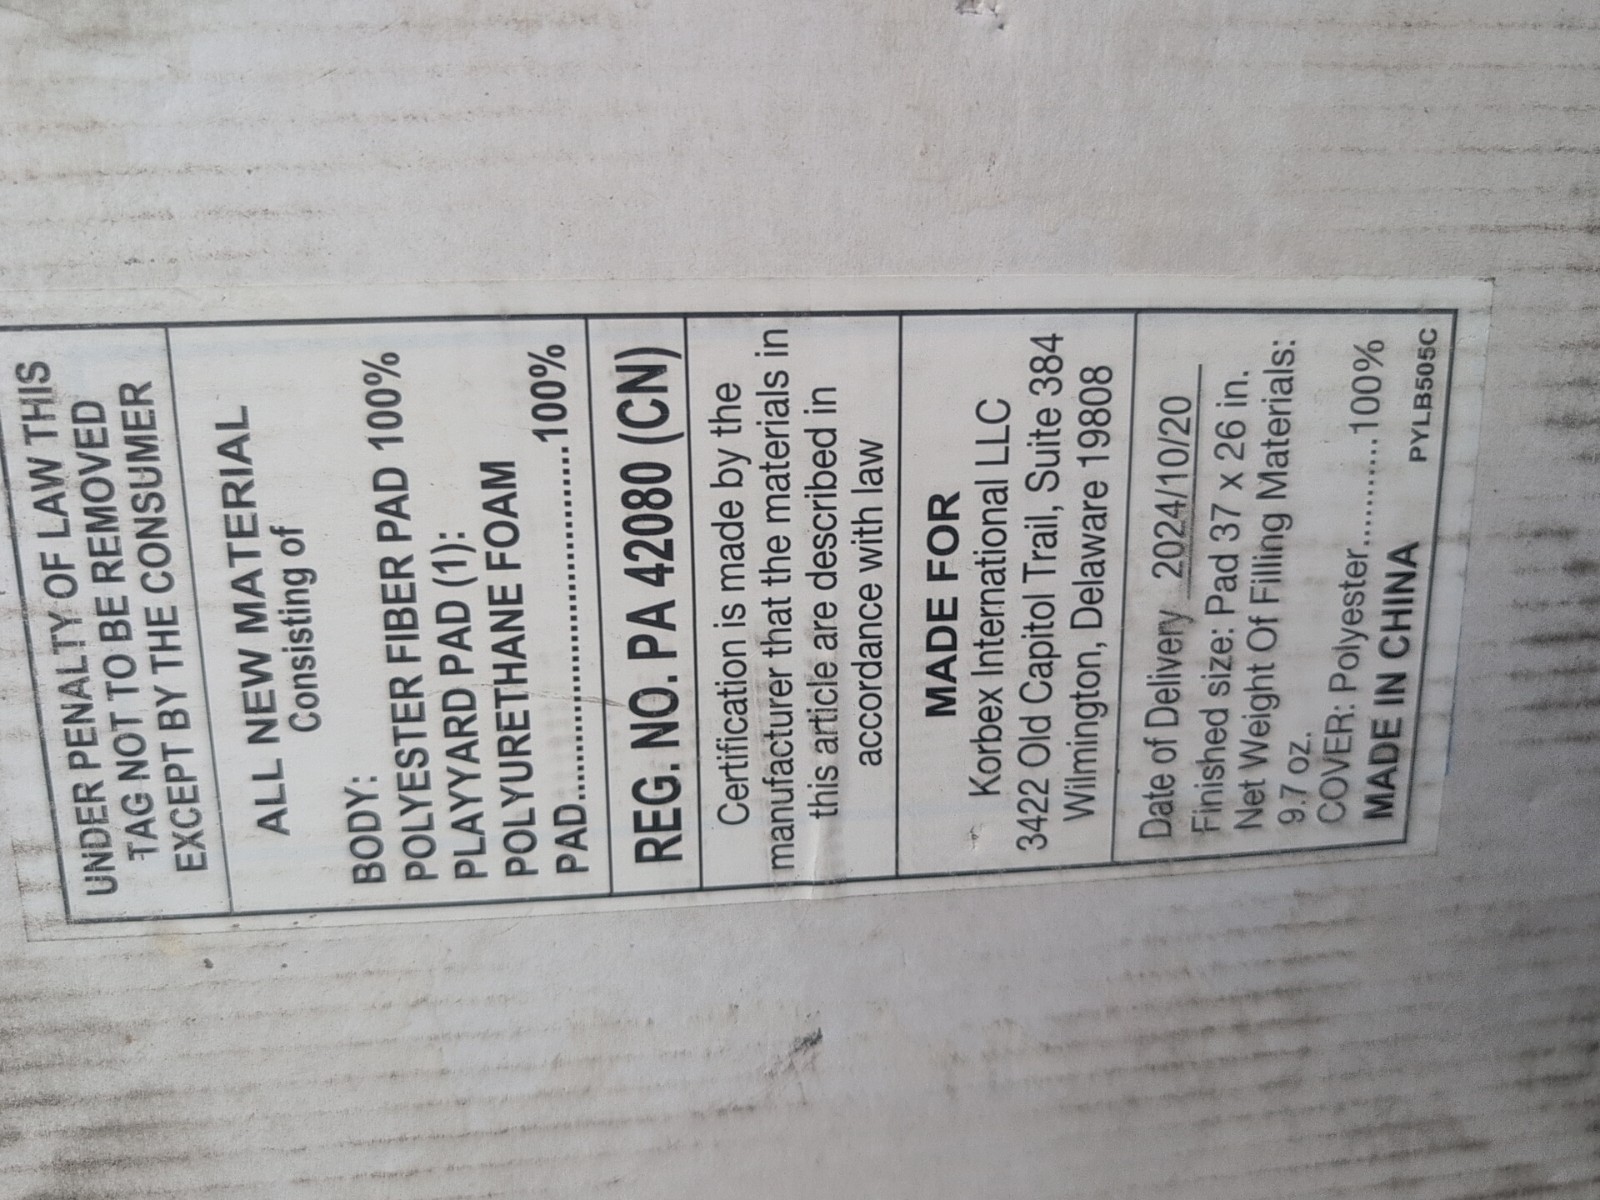 UNDER PENALTY OF LAW THIS
TAG NOT TO BE REMOVED
EXCEPT BY THE CONSUMER
ALL NEW MATERIAL
Consisting of
BODY:
POLYESTER FIBER PAD 100%
PLAYYARD PAD (1):
POLYURETHANE FOAM
PAD..............................100%
REG. NO. PA 42080 (CN)
Certification is made by the
manufacturer that the materials in
this article are described in
accordance with law
MADE FOR
Korbex International LLC
3422 Old Capitol Trail, Suite 384
Wilmington, Delaware 19808
Date of Delivery 2024/10/20
Finished size: Pad 37 x 26 in.
Net Weight Of Filling Materials:
9.7 oz.
COVER: Polyester..........100%
MADE IN CHINA
PYLB505C